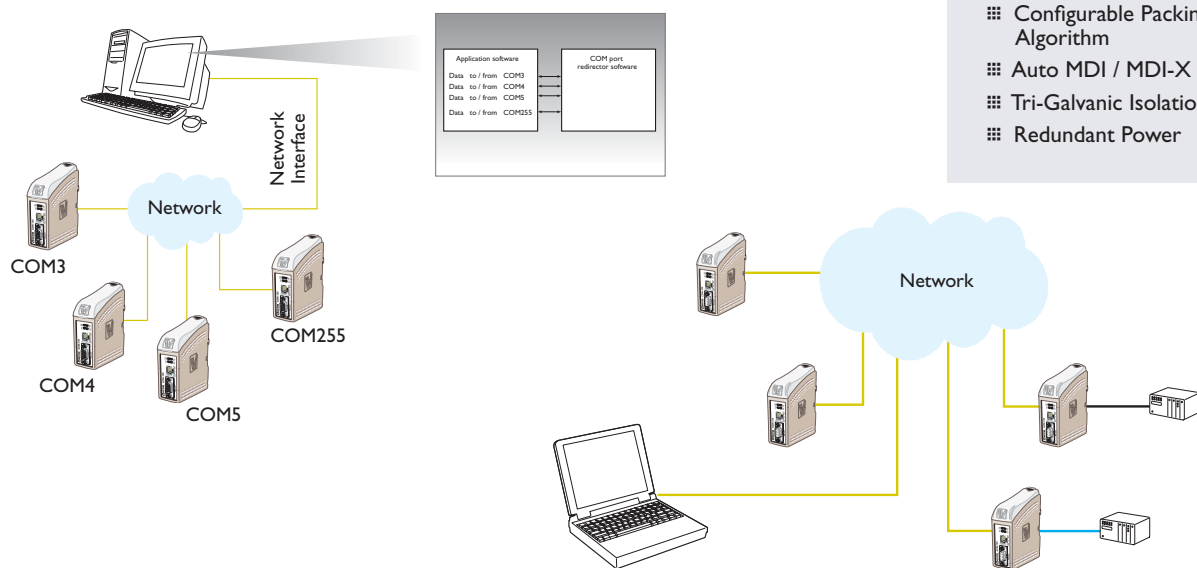 Application software
Data to / from COM3
Data to / from COM4
Data to / from COM5
Data to / from COM255
COM port
redirector software
Algorithm
Auto MDI / MDI-X
Redundant Power
Configurable
Tri-Galvanic
Network
Interface
Network
COM3
COM4
COM5
COM255
Network